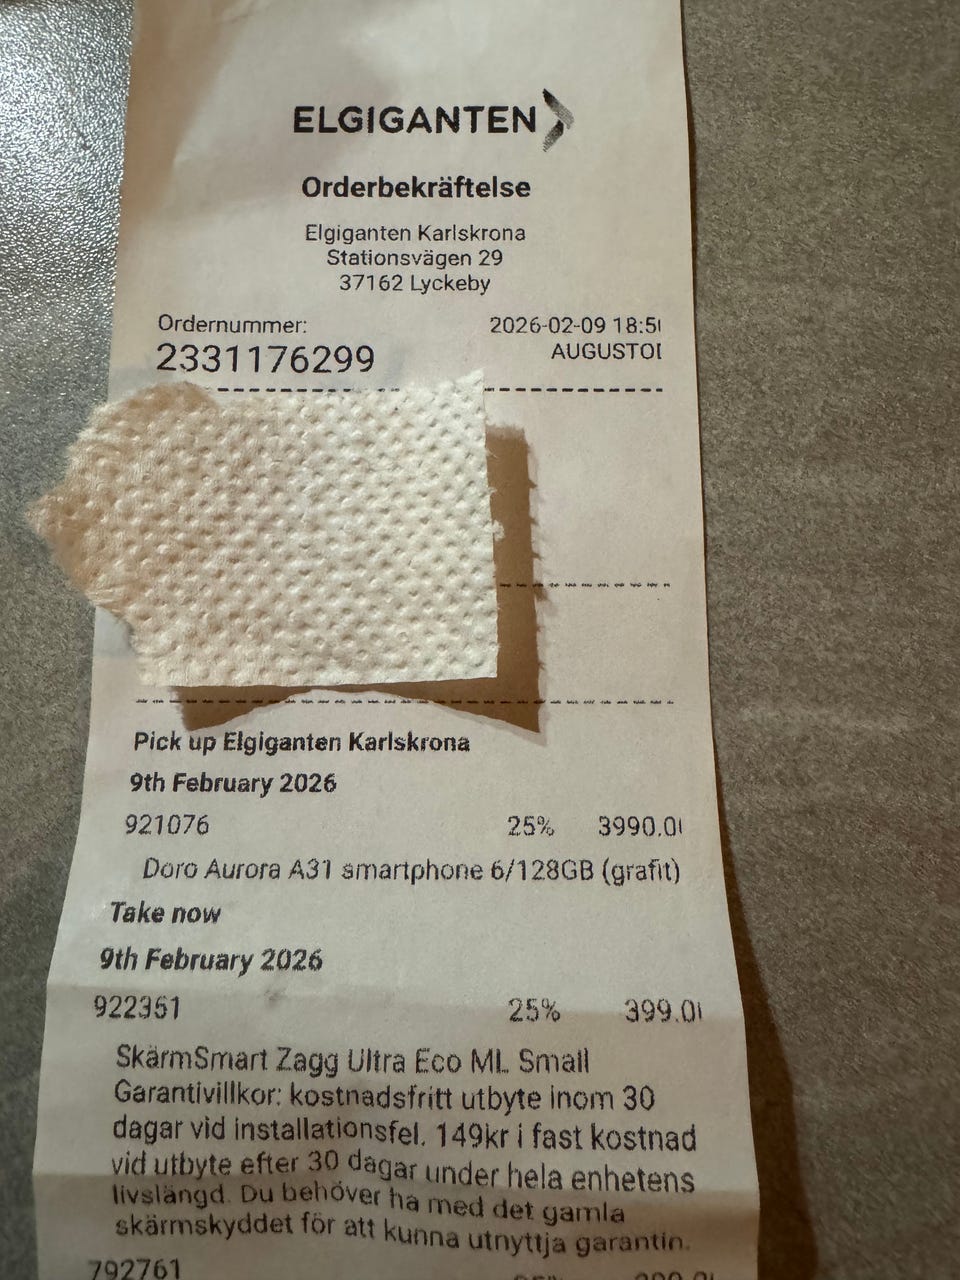 ELGIGANTEN
Orderbekräftelse
Elgiganten Karlskrona
Stationsvägen 29
37162 Lyckeby
Ordernummer: 2026-02-09
2331176299
Pick up Elgiganten Karlskrona
9th February 2026
921076 25%
Doro Aurora A31 smartphone 6/128GB (grafit)
Take now
9th February 2026
922351 25%
SkärmSmart Zagg Ultra Eco ML Small
Garantivillkor: kostnadsfritt utbyte inom 30
dagar vid installationsfel. 149kr i fast kostnad
vid utbyte efter 30 dagar under hela enhetens
livslängd. Du behöver ha med det gamla
skärmskyddet för att kunna utnyttja garantin.
792761